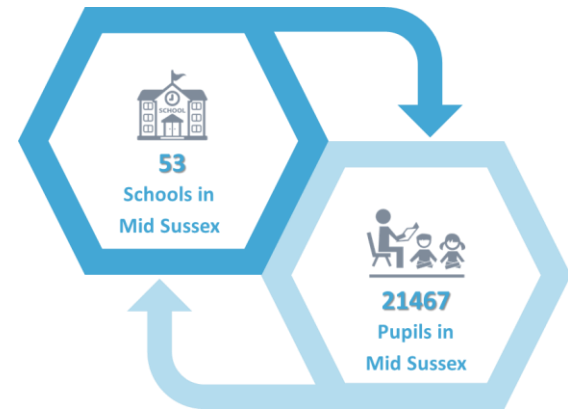 SCHOOL
53
Schools in
Mid Sussex
21467
Pupils in
Mid Sussex